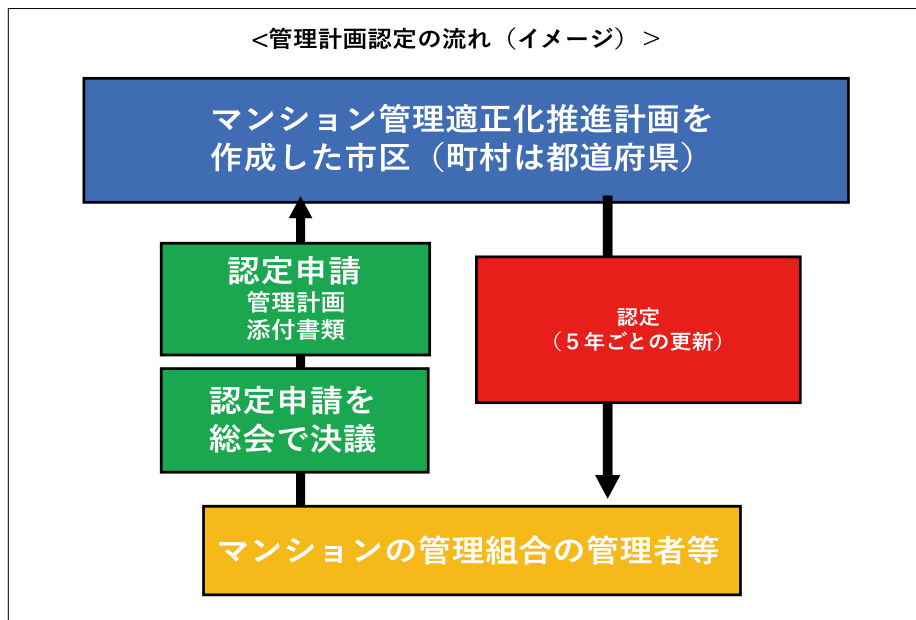 <管理計画認定の流れ（イメージ）＞
マンション管理適正化推進計画を
作成した市区（町村は都道府県）
認定申請
管理計画
添付書類
認定
（５年ごとの更新）
認定申請を
総会で決議
マンションの管理組合の管理者等